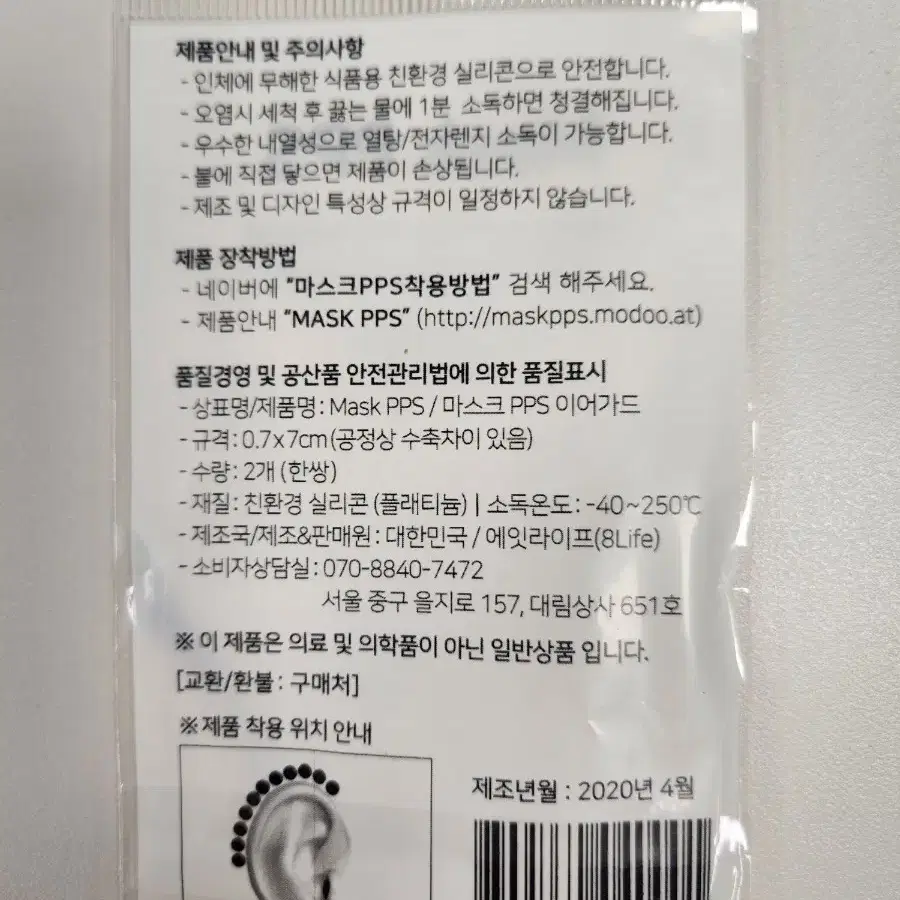 제품안내 및 주의사항
- 인체에 무해한 식품용 친환경 실리콘으로 안전합니다.
- 오염시 세척 후 끓는 물에 1분 소독하면 청결해집니다.
- 우수한 내열성으로 열탕/전자렌지 소독이 가능합니다.
- 불에 직접 닿으면 제품이 손상됩니다.
- 제조 및 디자인 특성상 규격이 일정하지 않습니다.
제품 장착방법
- 네이버에 “마스크PPS착용방법” 검색 해주세요.
- 제품안내 “MASK PPS” (http://maskpps.modoo.at)
품질경영 및 공산품 안전관리법에 의한 품질표시
- 상표명/제품명 : Mask PPS / 마스크 PPS 이어가드
- 규격 : 0.7 x 7cm (공정상 수축차이 있음)
- 수량 : 2개 (한쌍)
- 재질 : 친환경 실리콘 (플래티늄) | 소독온도 : -40~250℃
- 제조국/제조&판매원 : 대한민국 / 에잇라이프(8Life)
- 소비자상담실 : 070-8840-7472
서울 중구 을지로 157, 대림상사 651호
※ 이 제품은 의료 및 의학품이 아닌 일반상품 입니다.
[교환/환불 : 구매처]
※ 제품 착용 위치 안내
제조년월 : 2020년 4월